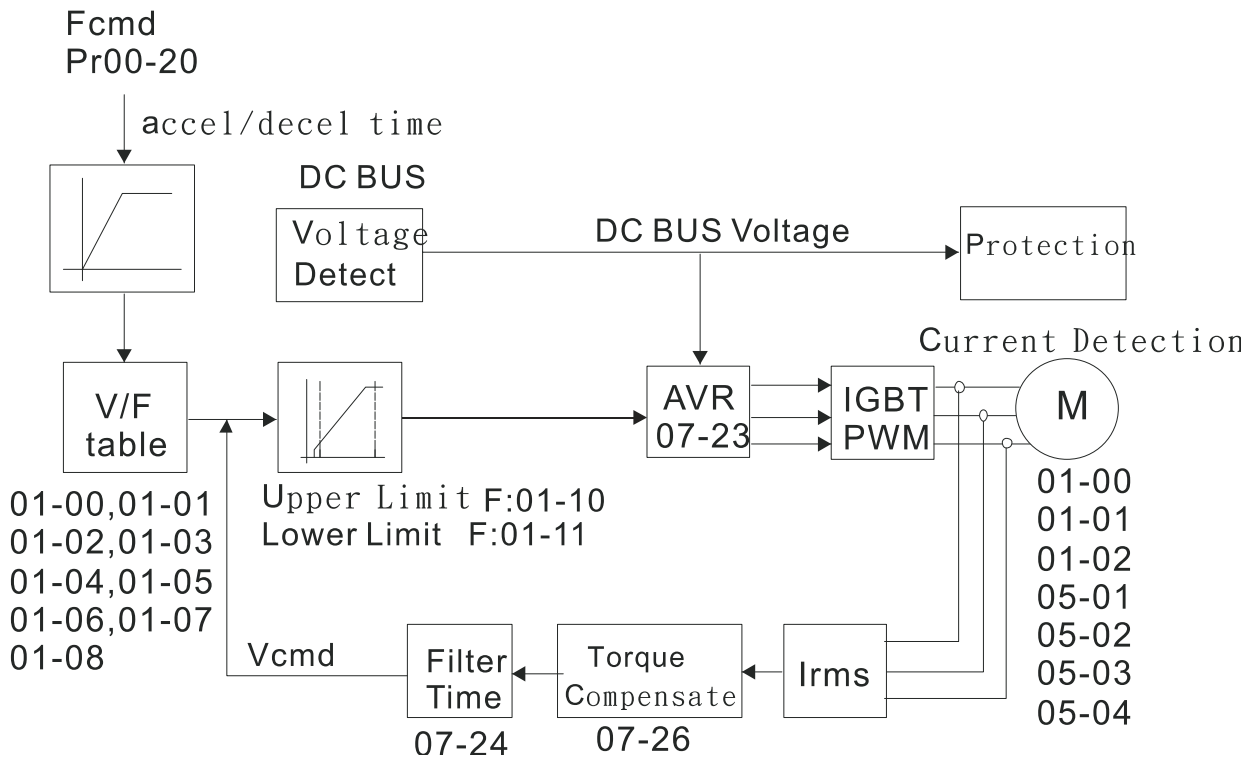 Fcmd
Pr00-20
accel/decel time
DC BUS
Voltage
Detect
DC BUS Voltage
Protection
Current Detection
V/F
table
AVR
07-23
IGBT
PWM
M
01-00,01-01
01-02,01-03
01-04,01-05
01-06,01-07
01-08
Upper Limit F:01-10
Lower Limit F:01-11
01-00
01-01
01-02
05-01
05-02
05-03
05-04
Vcmd
Filter
Time
07-24
Torque
Compensate
07-26
Irms